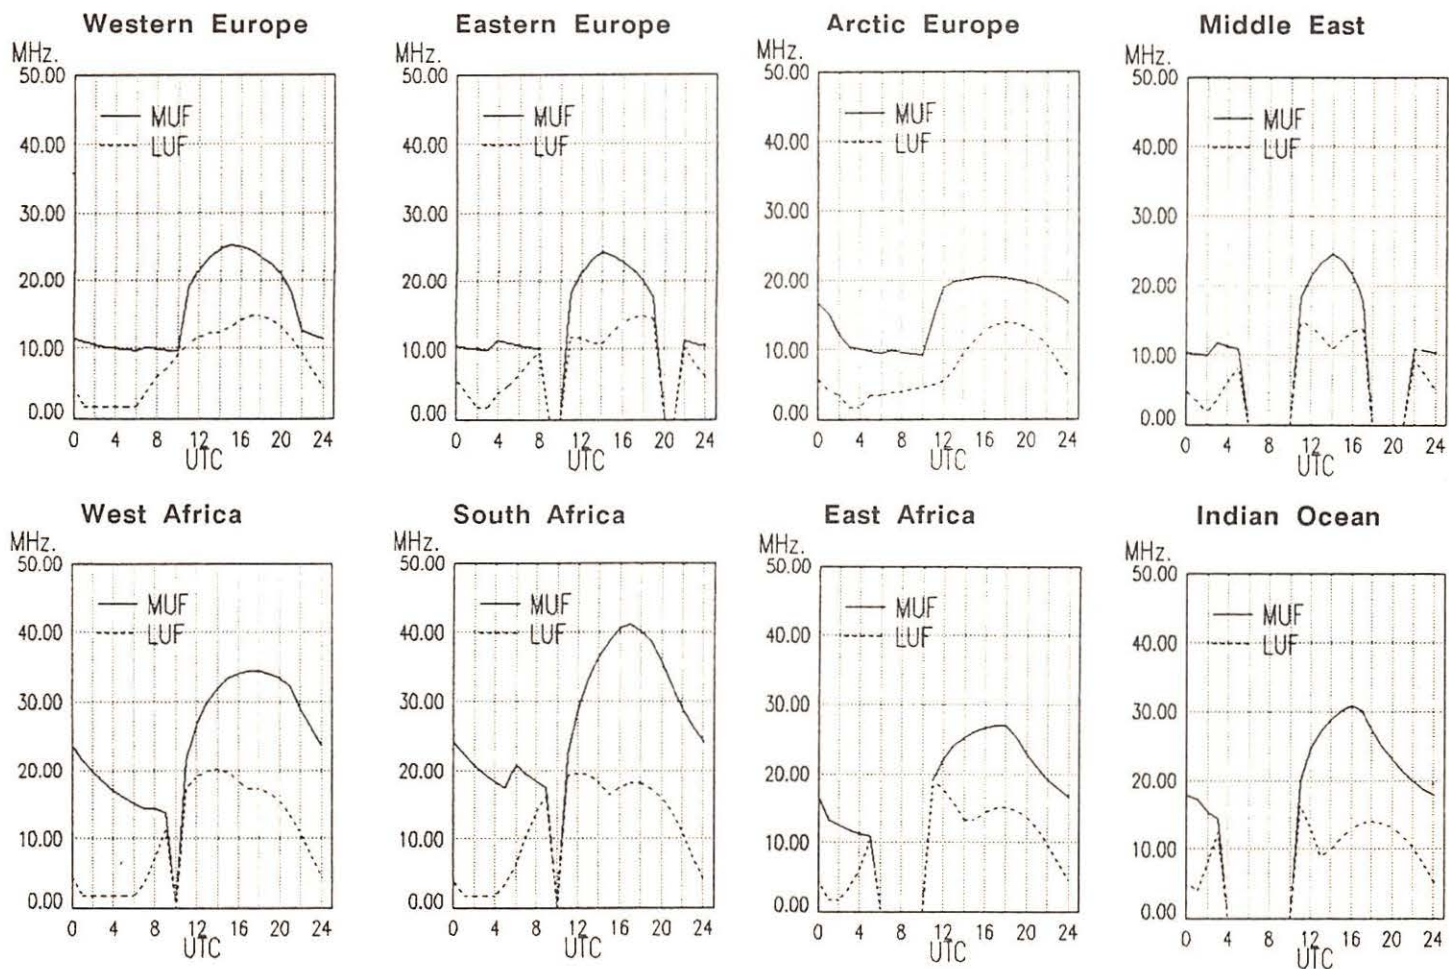 Western Europe
MHz.
50.00
MUF
LUF
40.00
30.00
20.00
10.00
0.00
0 4 8 12 16 20 24
UTC
Eastern Europe
MHz.
50.00
MUF
LUF
40.00
30.00
20.00
10.00
0.00
0 4 8 12 16 20 24
UTC
Arctic Europe
MHz.
50.00
MUF
LUF
40.00
30.00
20.00
10.00
0.00
0 4 8 12 16 20 24
UTC
Middle East
MHz.
50.00
MUF
LUF
40.00
30.00
20.00
10.00
0.00
0 4 8 12 16 20 24
UTC
West Africa
MHz.
50.00
MUF
LUF
40.00
30.00
20.00
10.00
0.00
0 4 8 12 16 20 24
UTC
South Africa
MHz.
50.00
MUF
LUF
40.00
30.00
20.00
10.00
0.00
0 4 8 12 16 20 24
UTC
East Africa
MHz.
50.00
MUF
LUF
40.00
30.00
20.00
10.00
0.00
0 4 8 12 16 20 24
UTC
Indian Ocean
MHz.
50.00
MUF
LUF
40.00
30.00
20.00
10.00
0.00
0 4 8 12 16 20 24
UTC